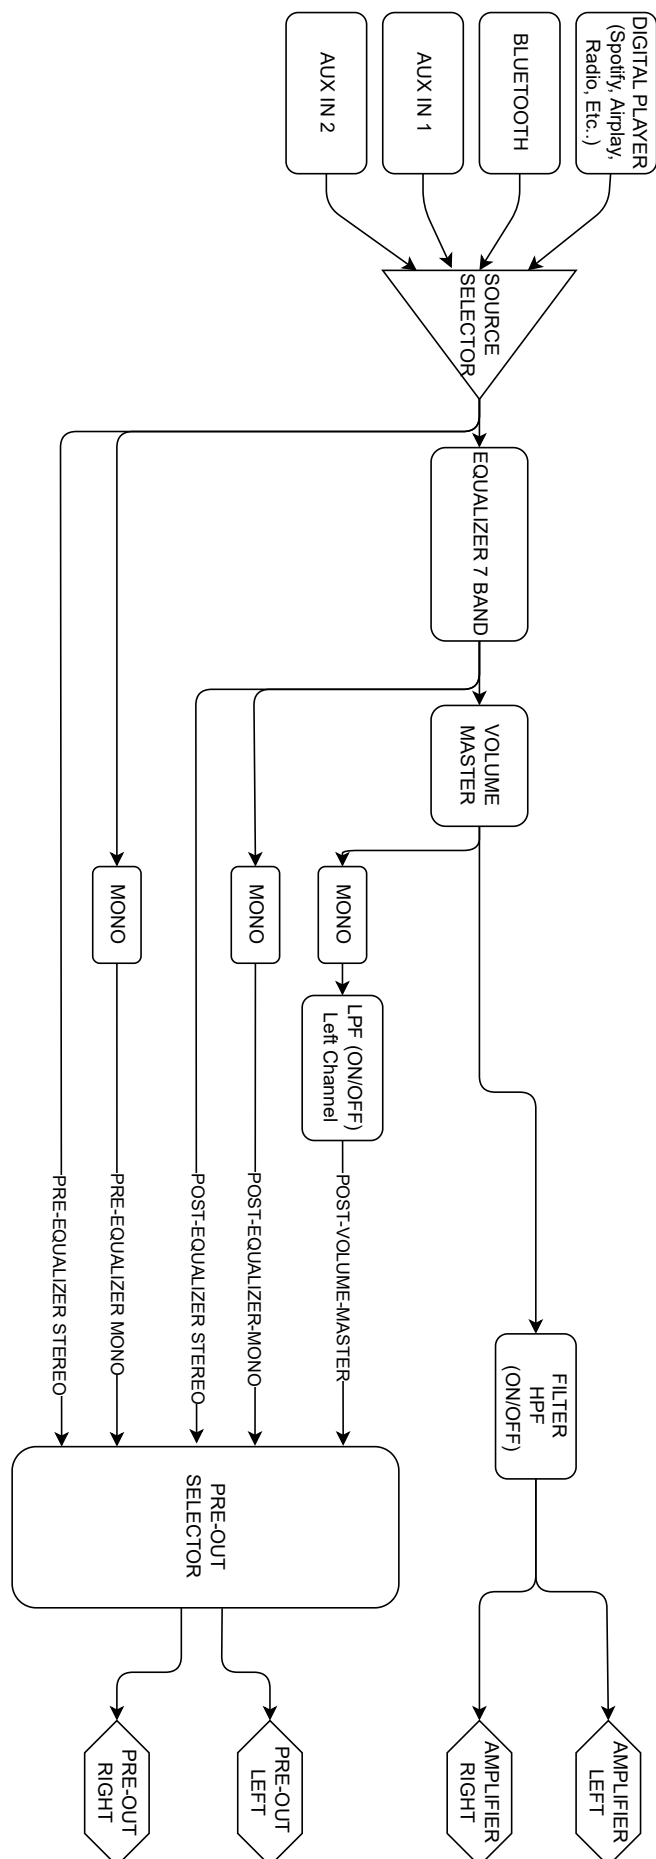 DIGITAL PLAYER
(Spotify, Airplay,
Radio, Etc..)
BLUETOOTH
AUX IN 1
AUX IN 2
SOURCE
SELECTOR
EQUALIZER 7 BAND
VOLUME
MASTER
MONO
MONO
MONO
LPF (ON/OFF)
Left Channel
POST-VOLUME-MASTER
POST-EQUALIZER-MONO
POST-EQUALIZER STEREO
PRE-EQUALIZER MONO
PRE-EQUALIZER STEREO
FILTER
HPF
(ON/OFF)
PRE-OUT
SELECTOR
AMPLIFIER
LEFT
AMPLIFIER
RIGHT
PRE-OUT
LEFT
PRE-OUT
RIGHT